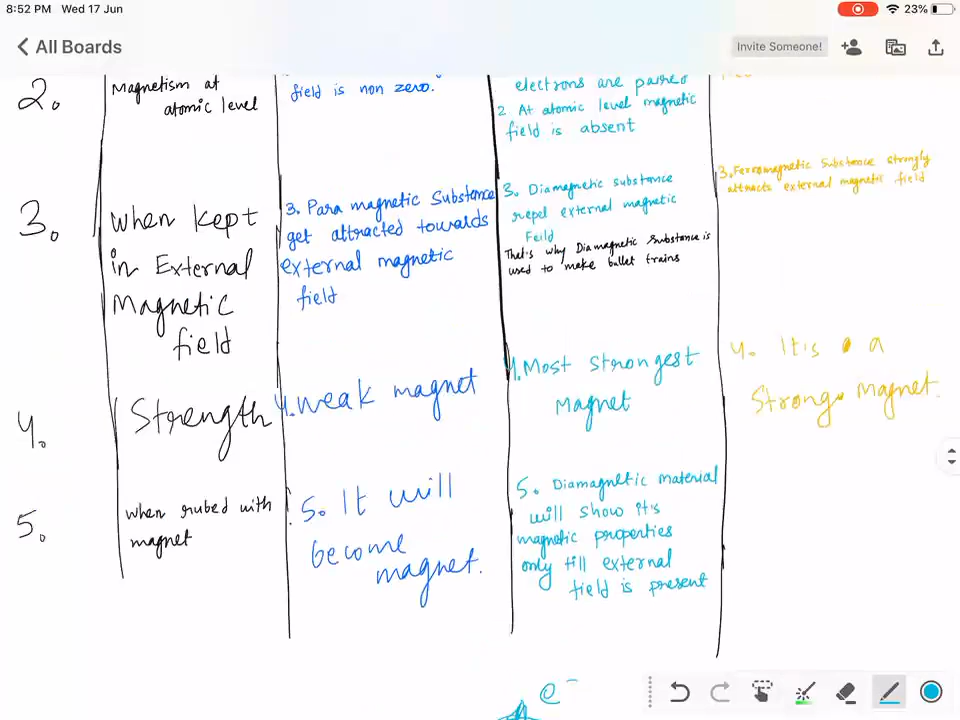 8:52 PM Wed 17 Jun
23%
All Boards
Invite Someone!
2.
Magnetism at
atomic level
field is non zero.
electrons are paired
2 At atomic level magnetic
field is absent
3.
When kept
in External
Magnetic
field
3. Para magnetic Substance
get attracted towards
external magnetic
field
3. Diamagnetic substance
repel external magnetic
Feild
That's why Diamagnetic Substance is
used to make bullet trains
3. Ferromagnetic Substance strongly
attracts external magnetic field
4.
Strength
4. Weak magnet
4. Most Strongest
Magnet
4. It is a
Strong Magnet.
5.
when rubed with
magnet
5. It will
become
magnet.
5. Diamagnetic material
will show it's
magnetic properties
only till external
field is present
e⁻